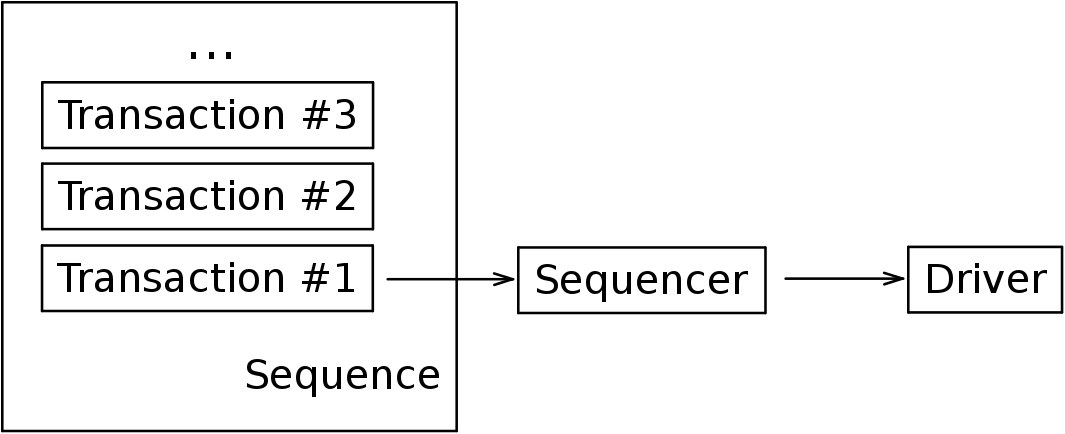 ...
Transaction #3
Transaction #2
Transaction #1
Sequencer
Driver
Sequence